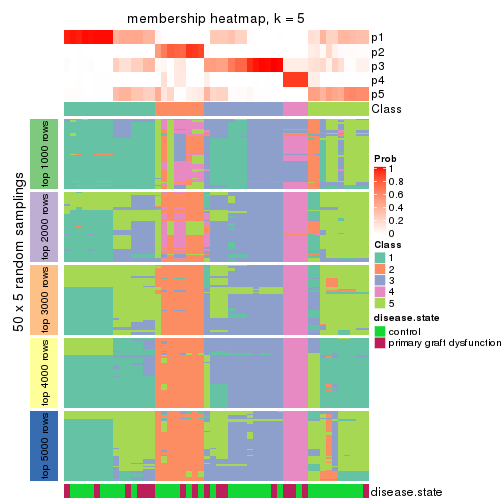 membership heatmap, k = 5
p1
p2
p3
p4
p5
Class
50 x 5 random samplings
top 1000 rows
top 2000 rows
top 3000 rows
top 4000 rows
top 5000 rows
disease.state
Prob
1
0.8
0.6
0.4
0.2
0
Class
1
2
3
4
5
disease.state
control
primary graft dysfunction